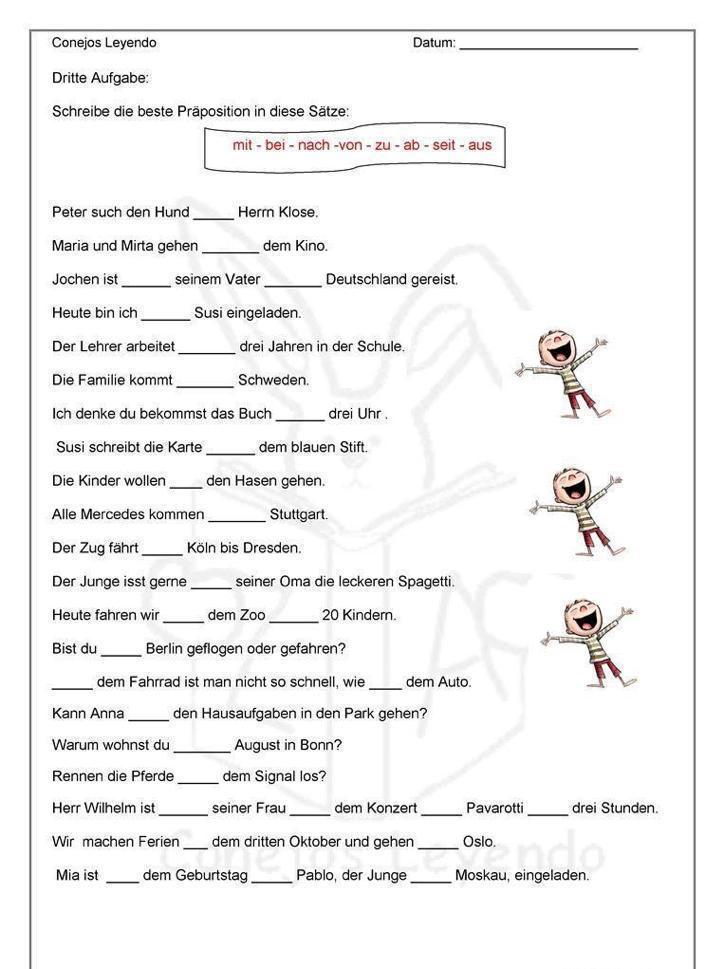 Conejos Leyendo Datum: ____________________
Dritte Aufgabe:
Schreibe die beste Präposition in diese Sätze:
mit - bei - nach -von - zu - ab - seit - aus
Peter such den Hund _____ Herrn Klose.
Maria und Mirta gehen _______ dem Kino.
Jochen ist ______ seinem Vater _______ Deutschland gereist.
Heute bin ich ______ Susi eingeladen.
Der Lehrer arbeitet _______ drei Jahren in der Schule.
Die Familie kommt _______ Schweden.
Ich denke du bekommst das Buch ______ drei Uhr .
Susi schreibt die Karte ______ dem blauen Stift.
Die Kinder wollen ____ den Hasen gehen.
Alle Mercedes kommen _______ Stuttgart.
Der Zug fährt _____ Köln bis Dresden.
Der Junge isst gerne _____ seiner Oma die leckeren Spagetti.
Heute fahren wir _____ dem Zoo ______ 20 Kindern.
Bist du _____ Berlin geflogen oder gefahren?
_____ dem Fahrrad ist man nicht so schnell, wie ____ dem Auto.
Kann Anna _____ den Hausaufgaben in den Park gehen?
Warum wohnst du _______ August in Bonn?
Rennen die Pferde _____ dem Signal los?
Herr Wilhelm ist ______ seiner Frau _____ dem Konzert _____ Pavarotti _____ drei Stunden.
Wir machen Ferien ___ dem dritten Oktober und gehen _____ Oslo.
Mia ist ____ dem Geburtstag _____ Pablo, der Junge _____ Moskau, eingeladen.
Conejos Leyendo